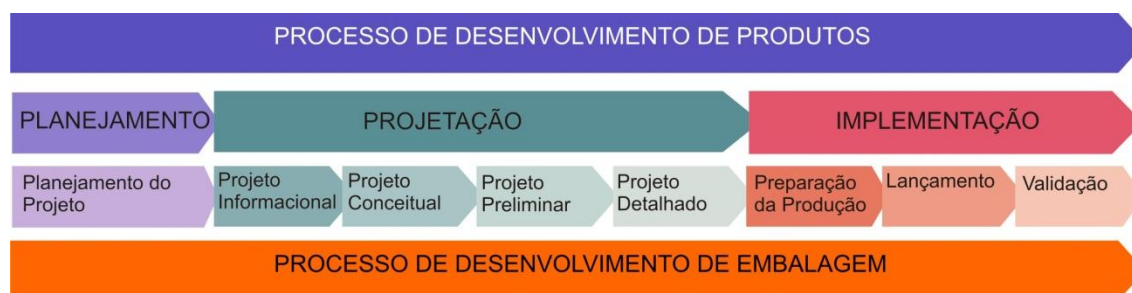 PROCESSO DE DESENVOLVIMENTO DE PRODUTOS
PLANEJAMENTO
PROJETAÇÃO
IMPLEMENTAÇÃO
Planejamento do
Projeto
Projeto
Informacional
Projeto
Conceitual
Projeto
Preliminar
Projeto
Detalhado
Preparação
da Produção
Lançamento
Validação
PROCESSO DE DESENVOLVIMENTO DE EMBALAGEM